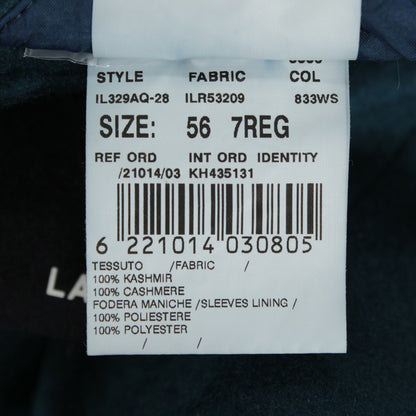 STYLE FABRIC COL
IL329AQ-28 ILR53209 833WS
SIZE: 56 7REG
REF ORD INT ORD IDENTITY
/21014/03 KH435131
6 221014 030805
TESSUTO /FABRIC /
100% KASHMIR
100% CASHMERE
FODERA MANICHE /SLEEVES LINING /
100% POLIESTERE
100% POLYESTER
/ /
LA